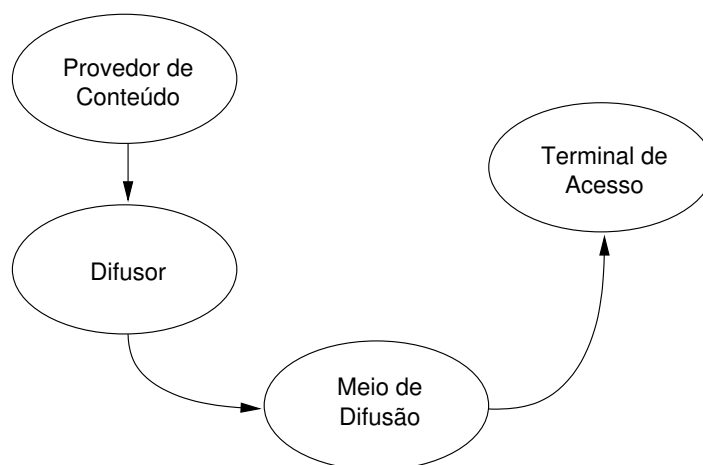 Provedor de
Conteúdo
Terminal de
Acesso
Difusor
Meio de
Difusão